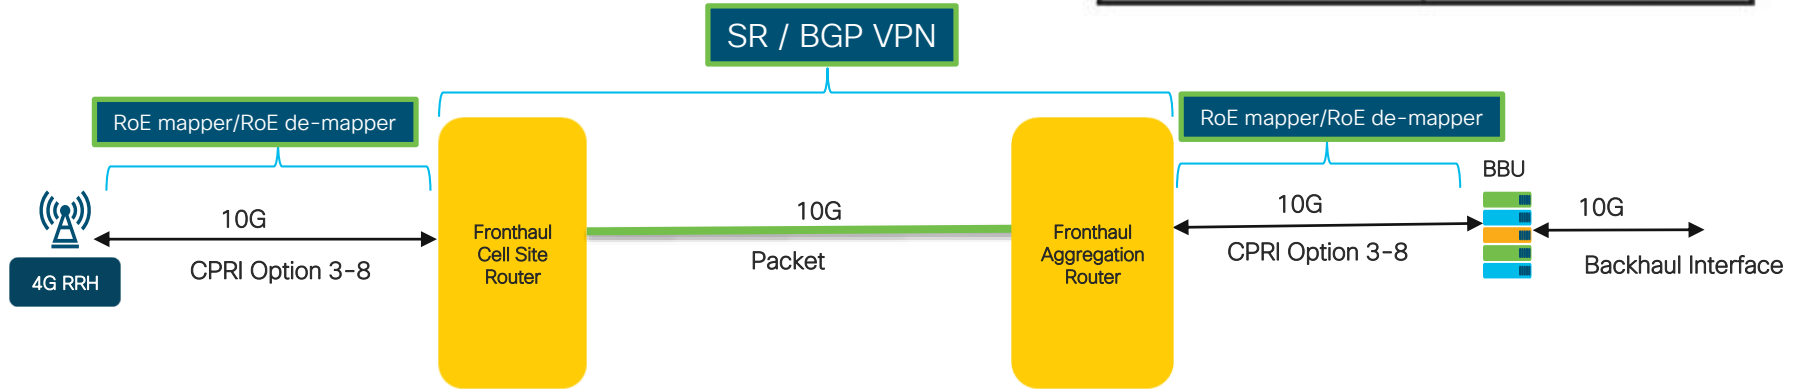 SR / BGP VPN
RoE mapper/RoE de-mapper
RoE mapper/RoE de-mapper
BBU
10G
10G
10G
10G
Fronthaul
Cell Site
Router
Fronthaul
Aggregation
Router
CPRI Option 3-8
Packet
CPRI Option 3-8
Backhaul Interface
4G RRH